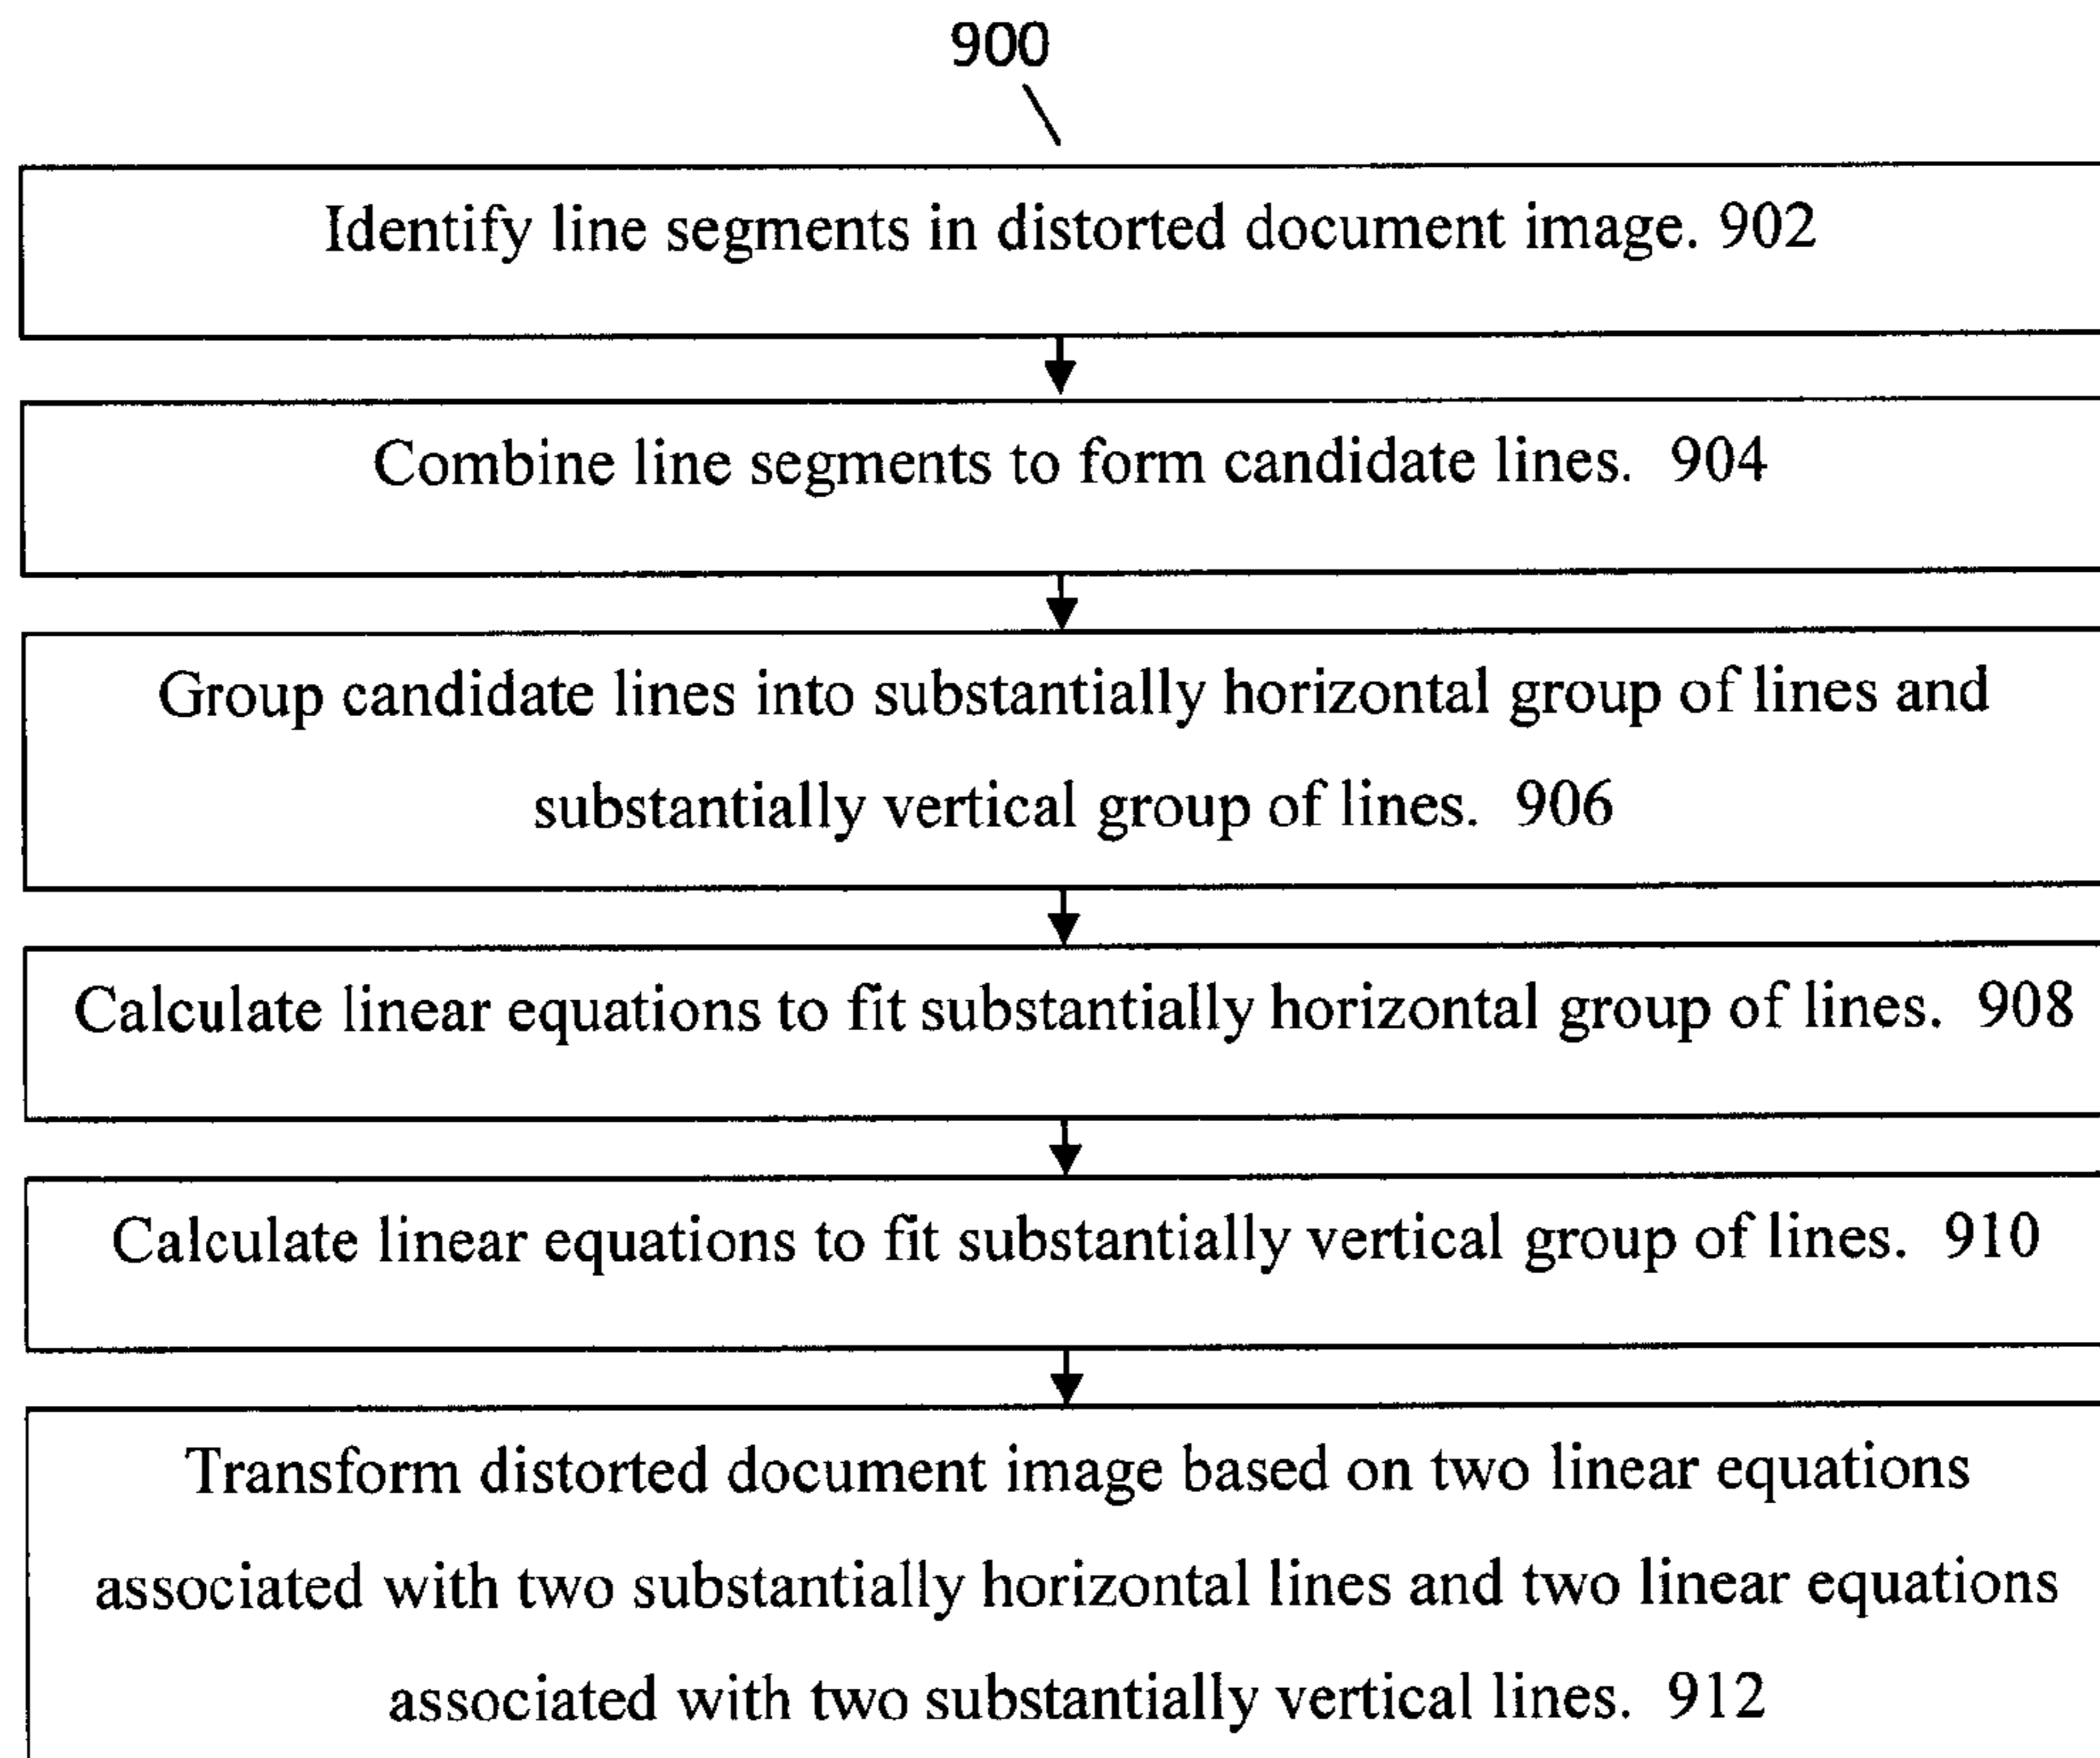 900
Identify line segments in distorted document image. 902
Combine line segments to form candidate lines. 904
Group candidate lines into substantially horizontal group of lines and
substantially vertical group of lines. 906
Calculate linear equations to fit substantially horizontal group of lines. 908
Calculate linear equations to fit substantially vertical group of lines. 910
Transform distorted document image based on two linear equations
associated with two substantially horizontal lines and two linear equations
associated with two substantially vertical lines. 912